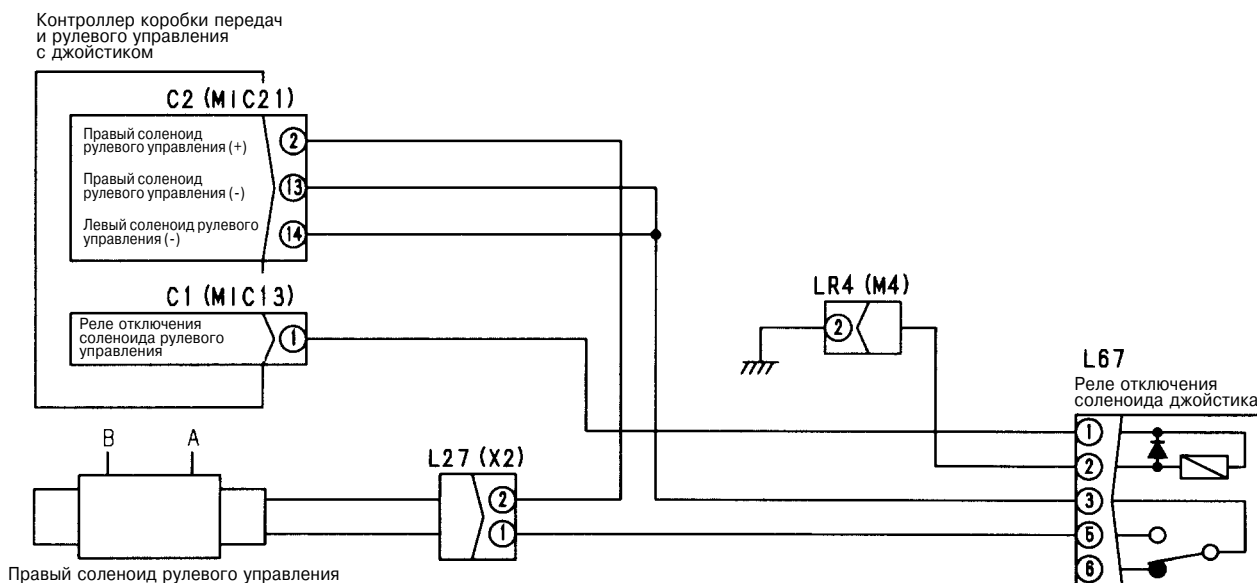 Контроллер коробки передач
и рулевого управления
с джойстиком
C2 (MIC21)
Правый соленоид
рулевого управления (+)
2
Правый соленоид
рулевого управления (-)
13
Левый соленоид рулевого
управления (-)
14
C1 (MIC13)
Реле отключения
соленоида рулевого
управления
1
LR4 (M4)
2
L67
Реле отключения
соленоида джойстика
1
2
3
5
6
B A
L27 (X2)
2
1
Правый соленоид рулевого управления